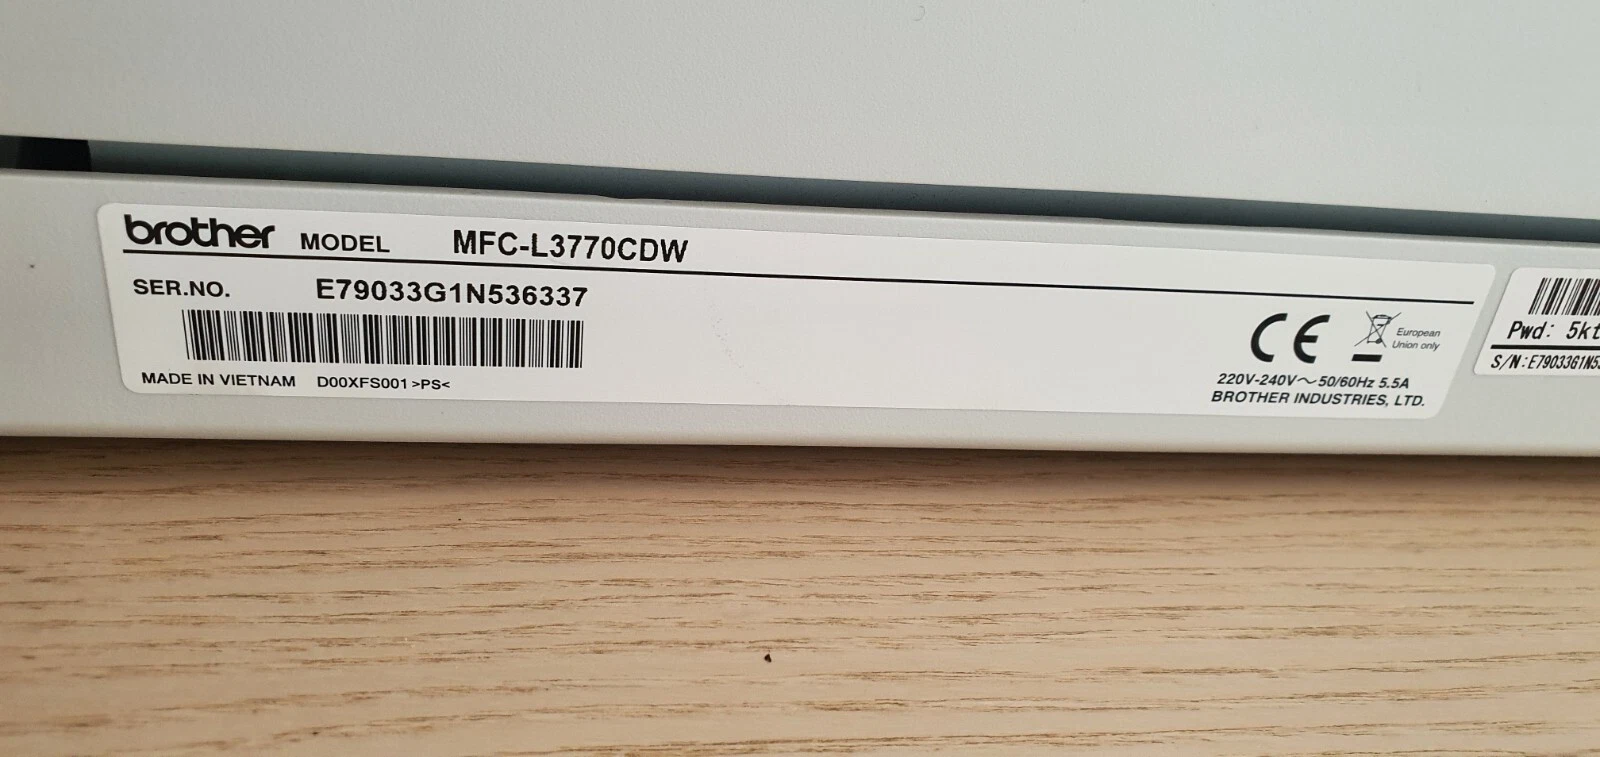 brother MODEL MFC-L3770CDW
SER.NO. E79033G1N536337
MADE IN VIETNAM D00XFS001 >PS<
CE European
Union only
220V-240V～50/60Hz 5.5A
BROTHER INDUSTRIES, LTD.
Pwd: 5kt
S/N:E79033G1N5